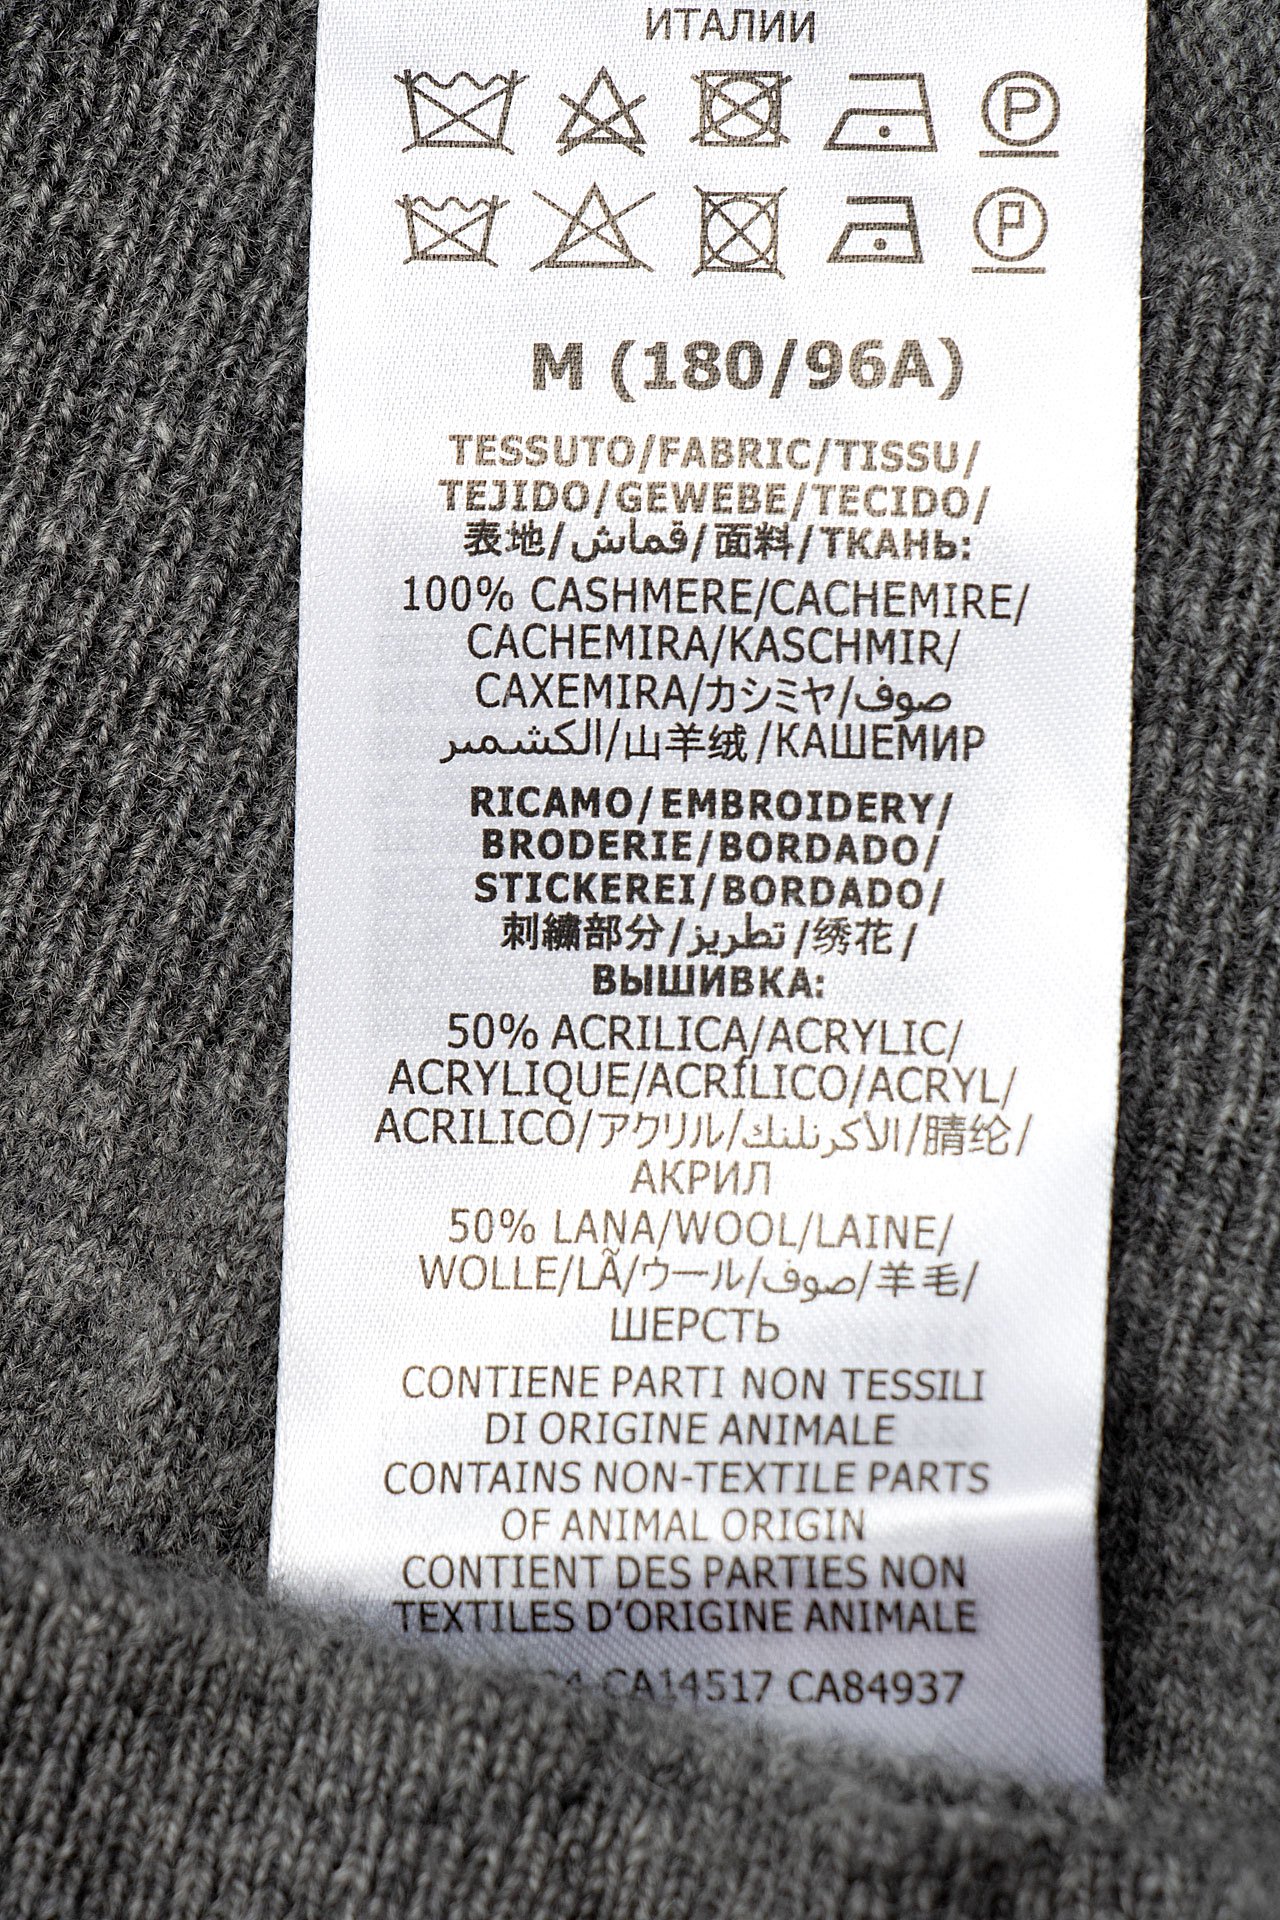 ИТАЛИИ
P
P
M (180/96A)
TESSUTO/FABRIC/TISSU/
TEJIDO/GEWEBE/TECIDO/
表地/قماش/面料/ТКАНЬ:
100% CASHMERE/CACHEMIRE/
CACHEMIRA/KASCHMIR/
CAXEMIRA/カシミヤ/صوف
الكشمير/山羊绒/КАШЕМИР
RICAMO/EMBROIDERY/
BRODERIE/BORDADO/
STICKEREI/BORDADO/
刺繍部分/تطريز/绣花/
ВЫШИВКА:
50% ACRILICA/ACRYLIC/
ACRYLIQUE/ACRÍLICO/ACRYL/
ACRILICO/アクリル/الأكرنلنك/腈纶/
АКРИЛ
50% LANA/WOOL/LAINE/
WOLLE/LÃ/ウール/صوف/羊毛/
ШЕРСТЬ
CONTIENE PARTI NON TESSILI
DI ORIGINE ANIMALE
CONTAINS NON-TEXTILE PARTS
OF ANIMAL ORIGIN
CONTIENT DES PARTIES NON
TEXTILES D'ORIGINE ANIMALE
CA14517 CA84937